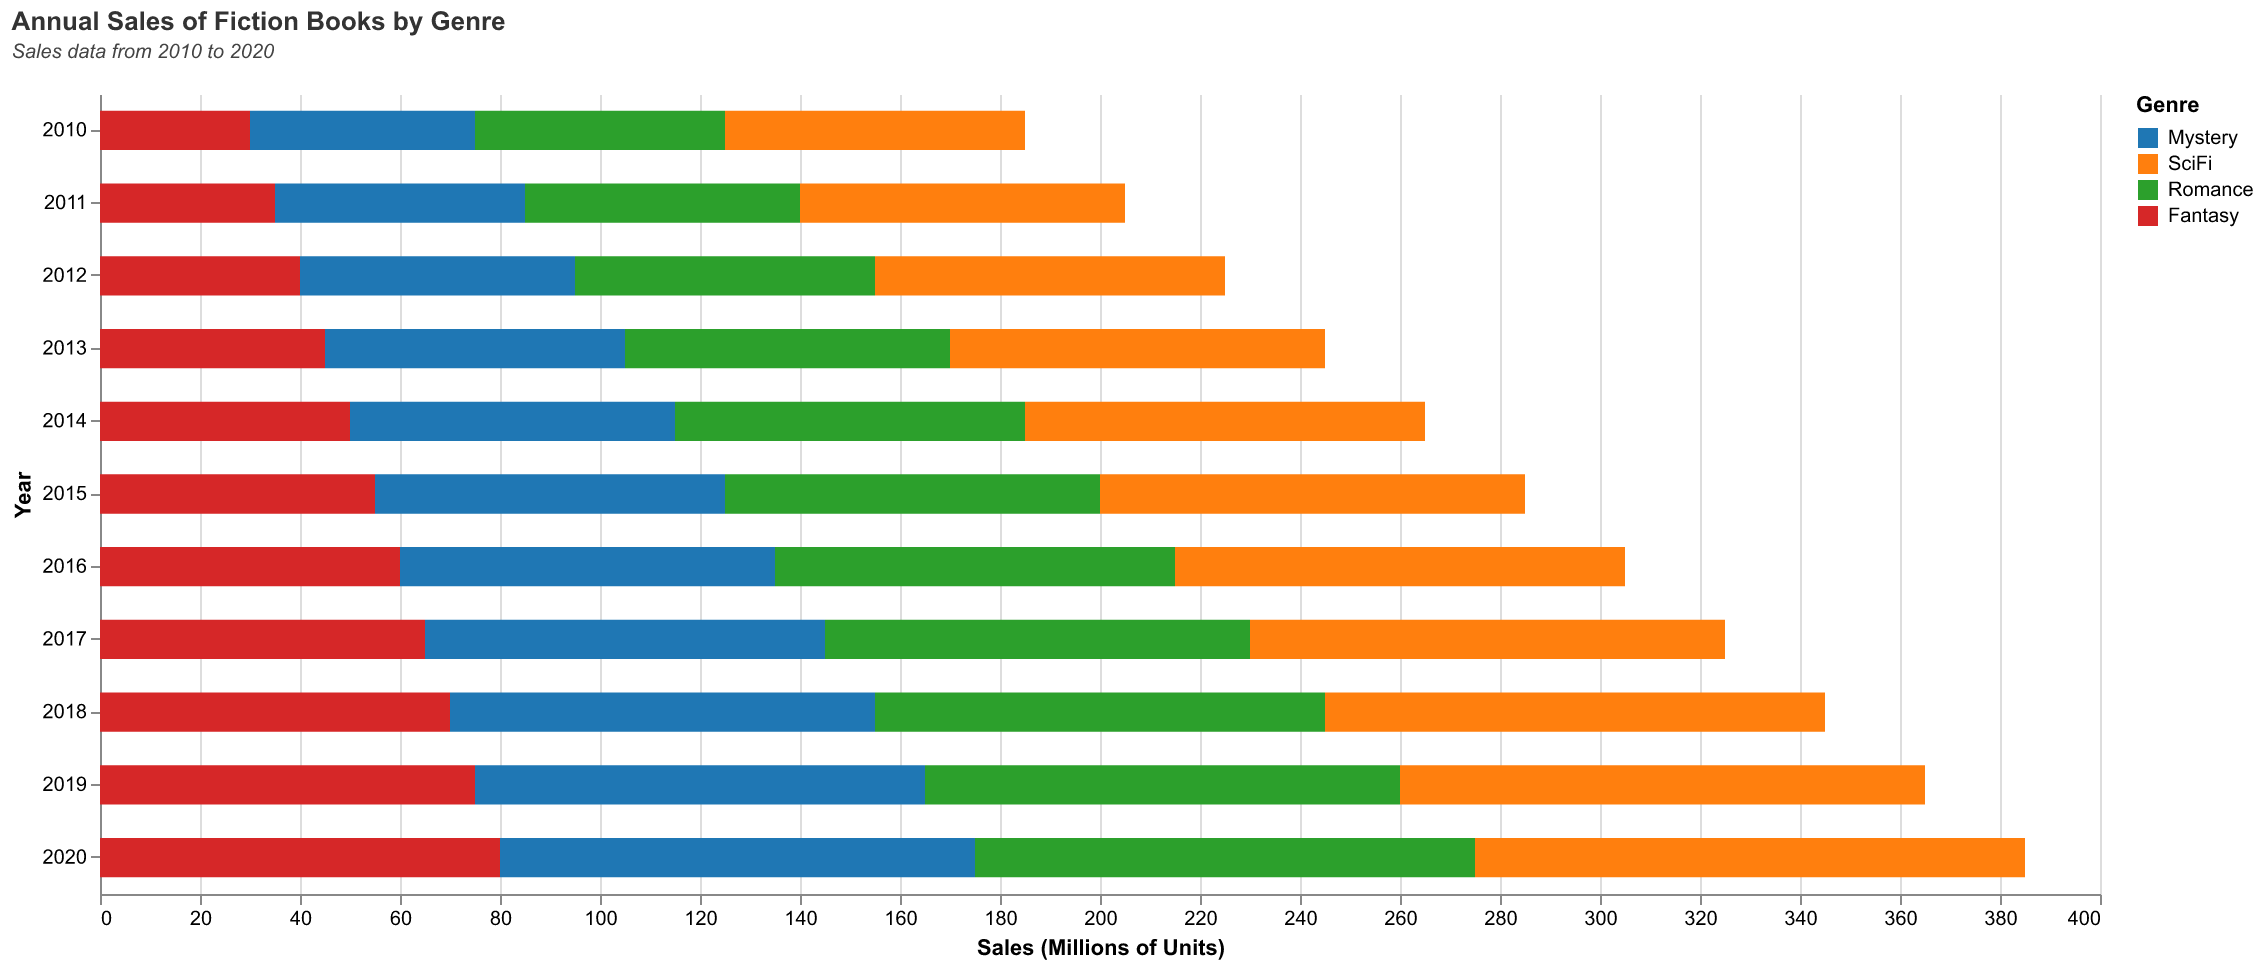 Annual Sales of Fiction Books by Genre
Sales data from 2010 to 2020
Genre
Mystery
SciFi
Romance
Fantasy
Year
2010
2011
2012
2013
2014
2015
2016
2017
2018
2019
2020
0 20 40 60 80 100 120 140 160 180 200 220 240 260 280 300 320 340 360 380 400
Sales (Millions of Units)